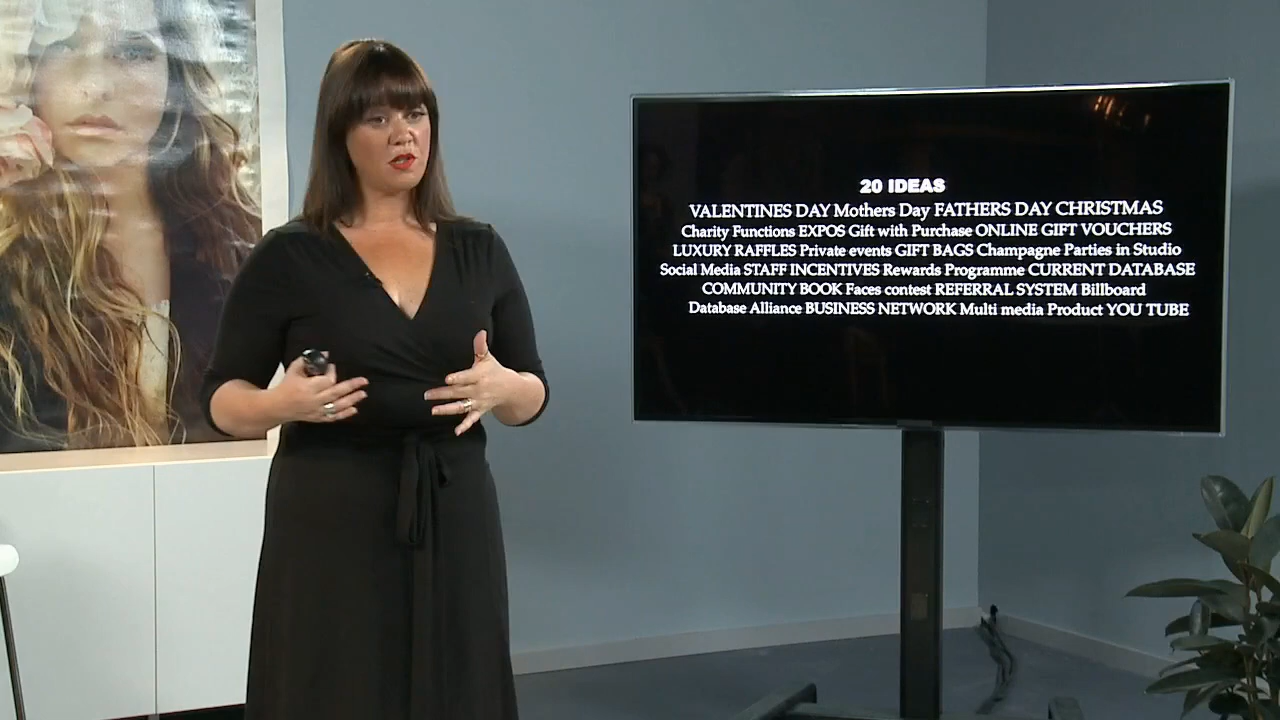 20 IDEAS
VALENTINES DAY Mothers Day FATHERS DAY CHRISTMAS
Charity Functions EXPOS Gift with Purchase ONLINE GIFT VOUCHERS
LUXURY RAFFLES Private events GIFT BAGS Champagne Parties in Studio
Social Media STAFF INCENTIVES Rewards Programme CURRENT DATABASE
COMMUNITY BOOK Faces contest REFERRAL SYSTEM Billboard
Database Alliance BUSINESS NETWORK Multi media Product YOU TUBE